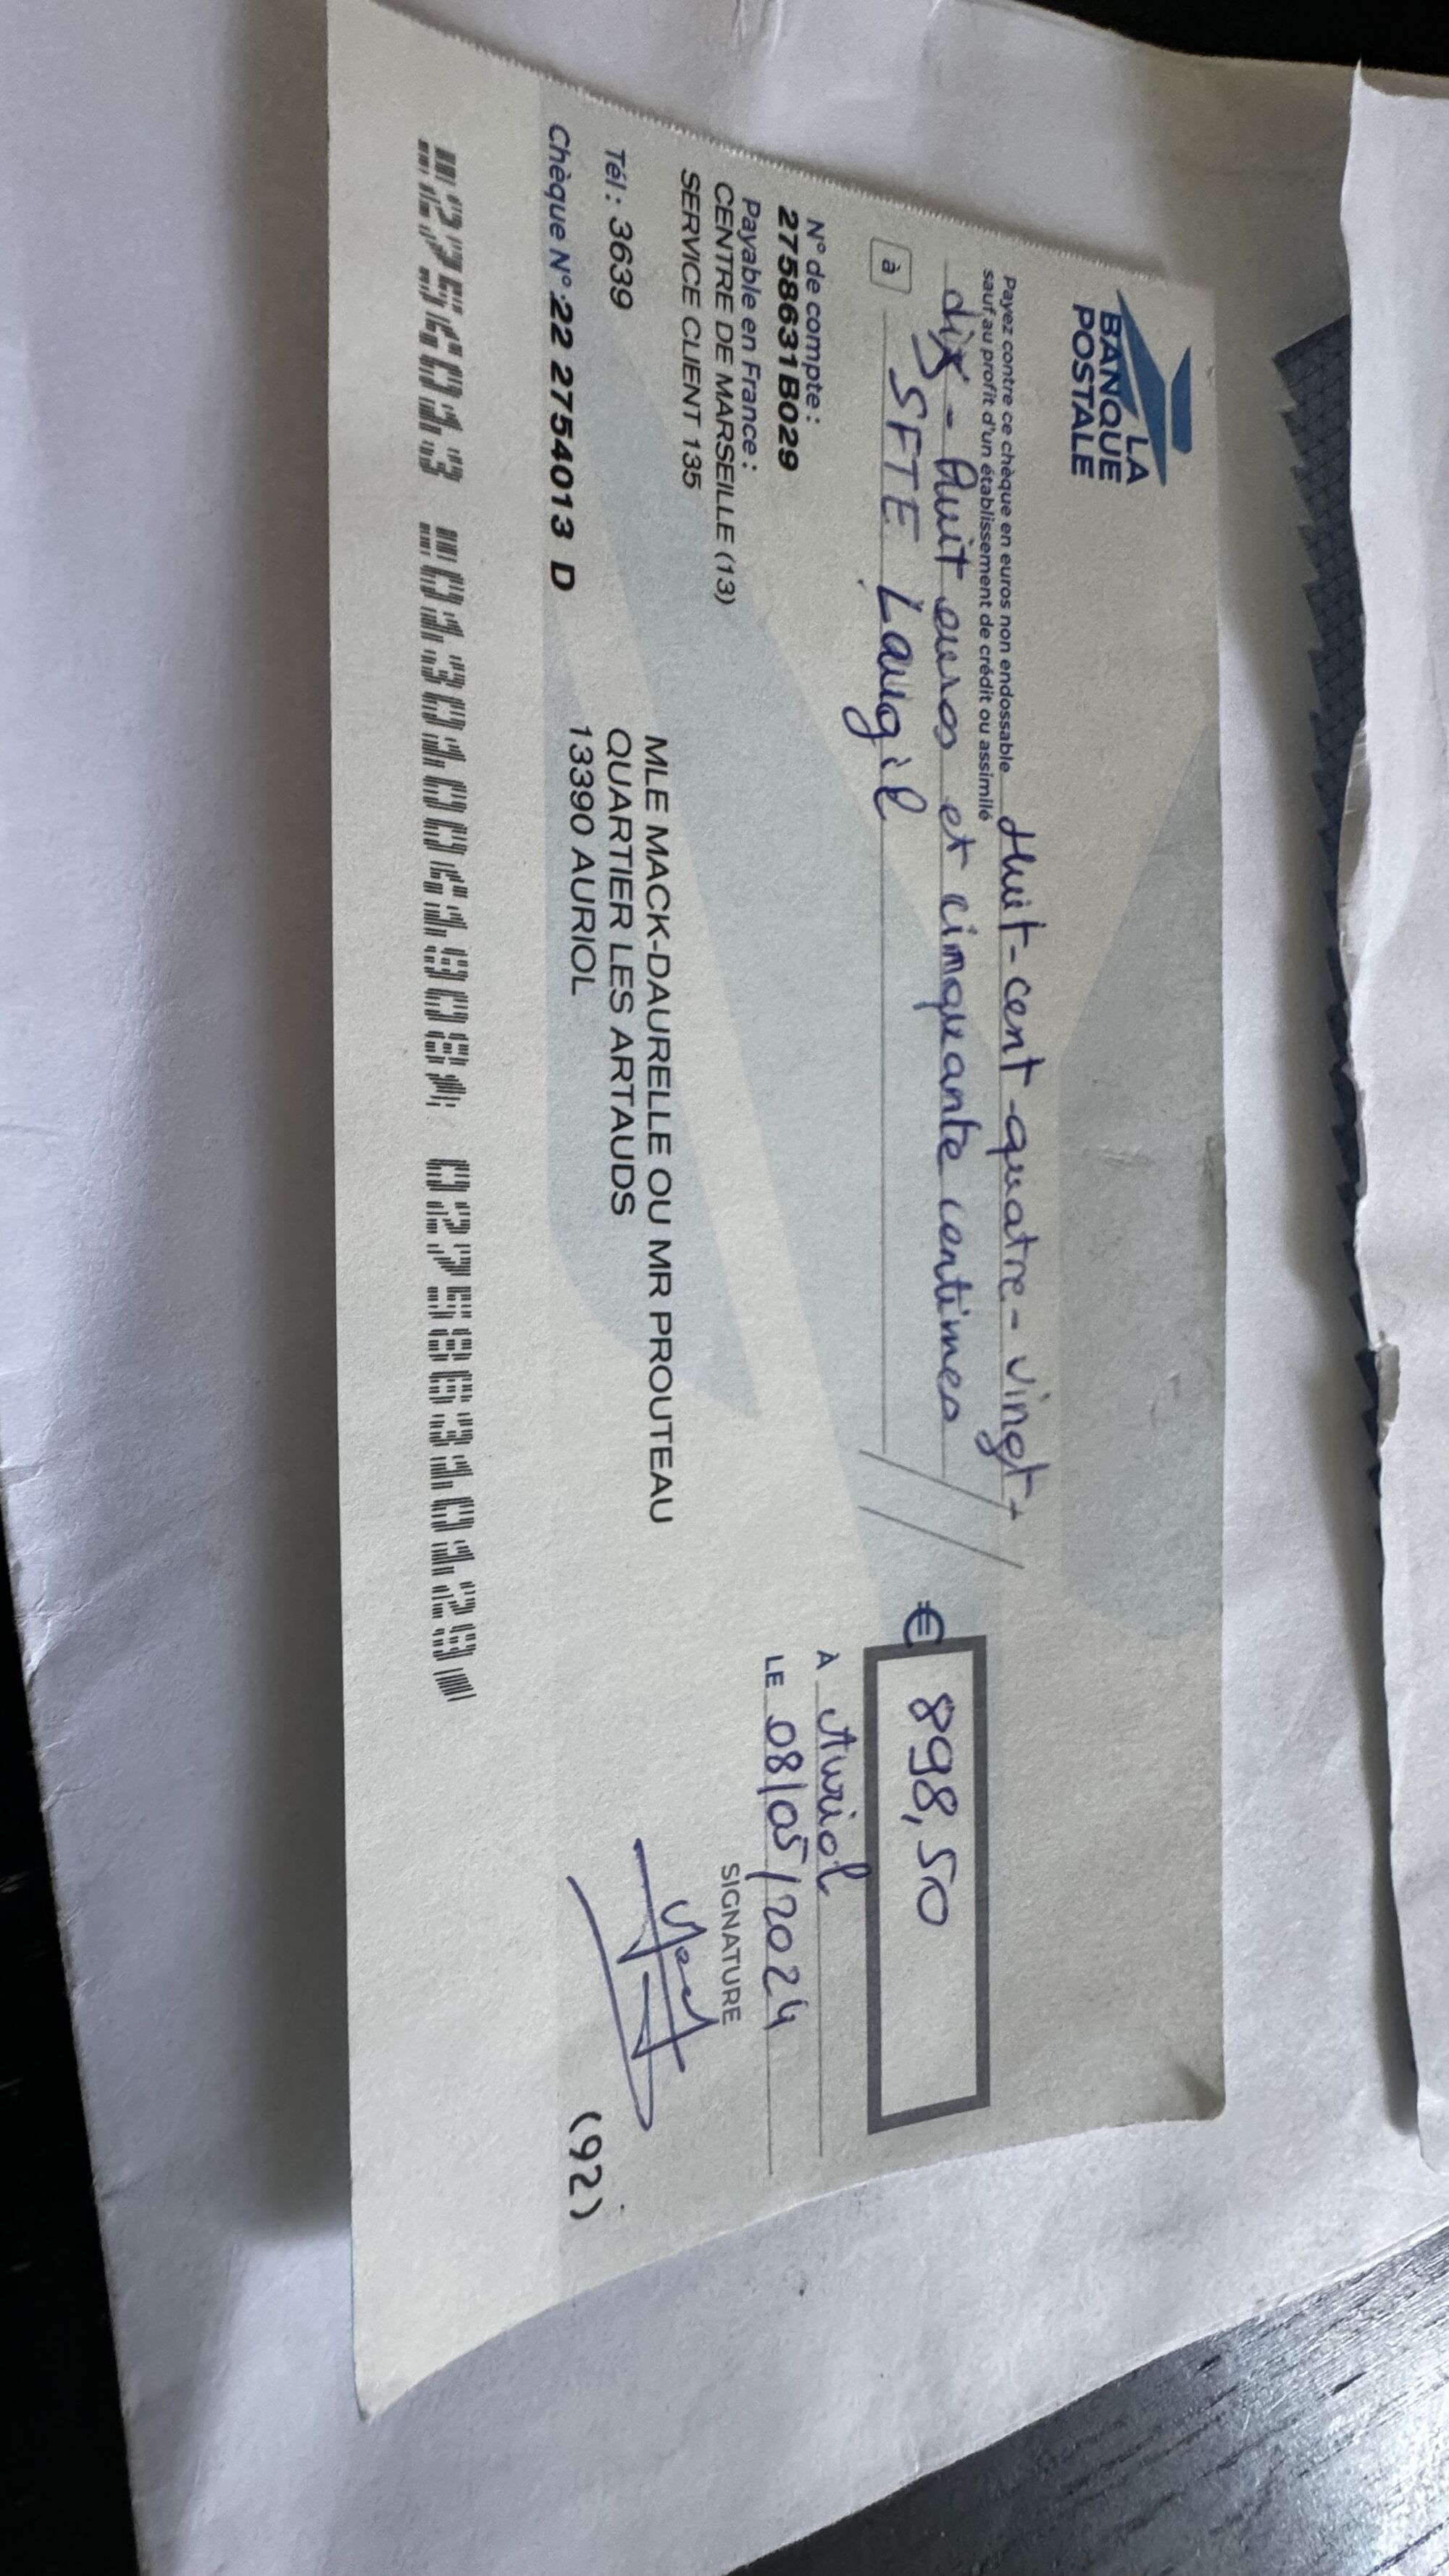 LA
BANQUE
POSTALE
Payez contre ce chèque en euros non endossable
sauf au profit d'un établissement de crédit ou assimilé
Huit-cent-quatre-vingt-
dix-huit euros et cinquante centimes
à SFTE Laugil
€ 898,50
N° de compte :
2758631B029
Payable en France :
CENTRE DE MARSEILLE (13)
SERVICE CLIENT 135
Tél : 3639
Chèque N° :22 2754013 D
MLE MACK-DAURELLE OU MR PROUTEAU
QUARTIER LES ARTAUDS
13390 AURIOL
À Auriol
LE 08/05/2024
SIGNATURE
(92)